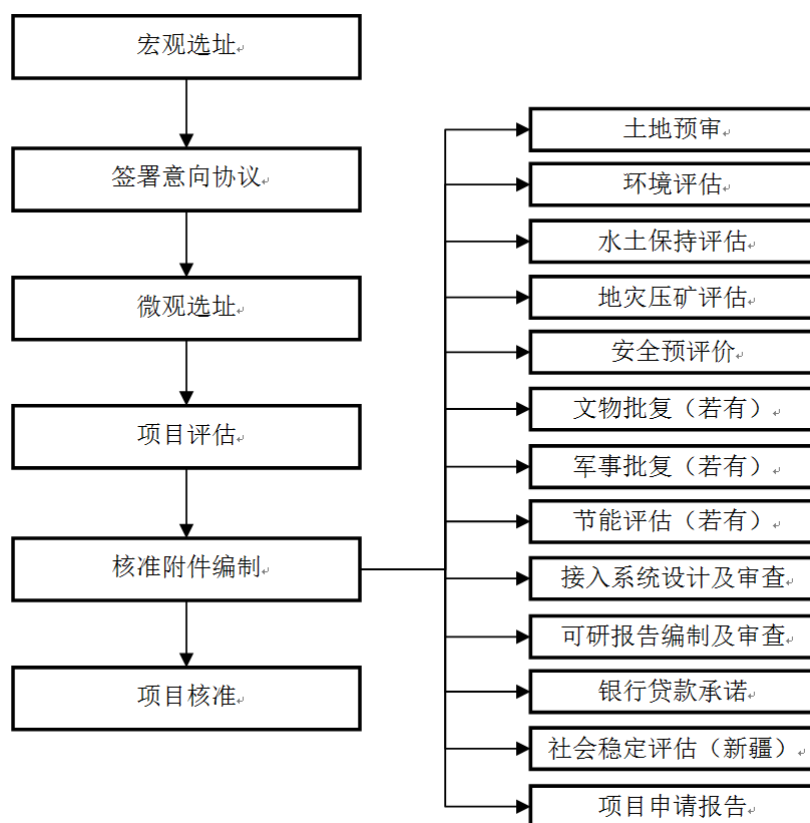 宏观选址
签署意向协议
微观选址
项目评估
核准附件编制
项目核准
土地预审
环境评估
水土保持评估
地灾压矿评估
安全预评价
文物批复（若有）
军事批复（若有）
节能评估（若有）
接入系统设计及审查
可研报告编制及审查
银行贷款承诺
社会稳定评估（新疆）
项目申请报告